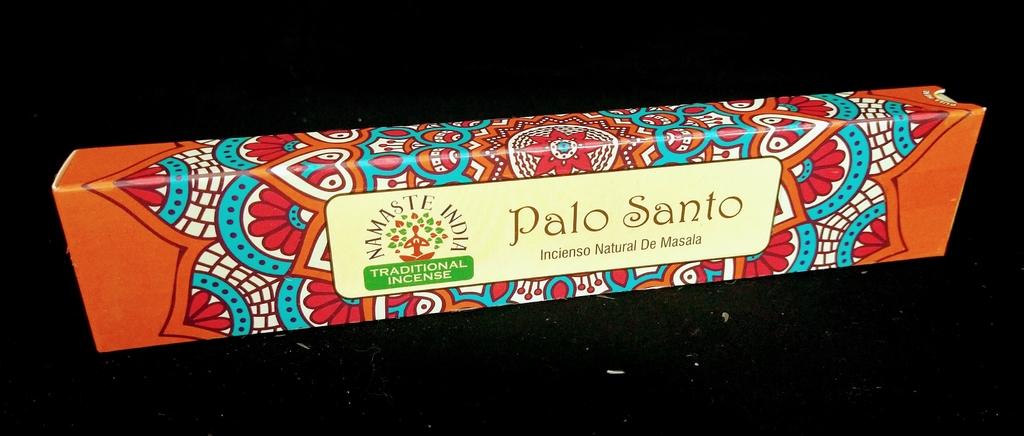 NAMASTE INDIA
TRADITIONAL
INCENSE
Palo Santo
Incienso Natural De Masala